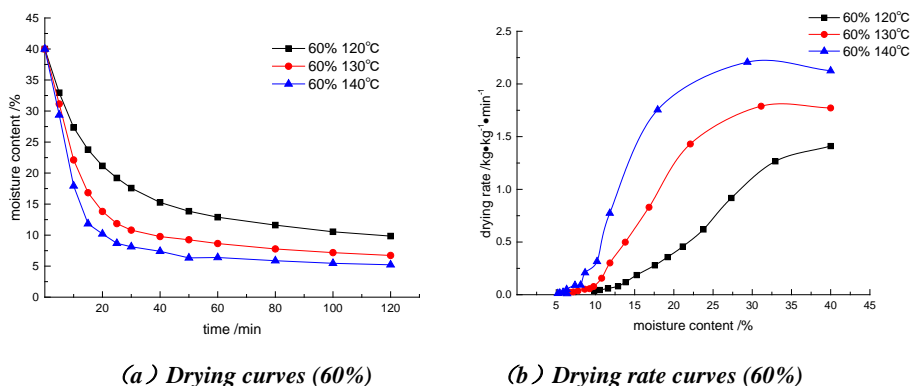 45
40
35
30
25
20
15
10
5
0
moisture content /%
20 40 60 80 100 120
time /min
60% 120°C
60% 130°C
60% 140°C
(a) Drying curves (60%)
2.5
2.0
1.5
1.0
0.5
0.0
drying rate /kg•kg⁻¹•min⁻¹
5 10 15 20 25 30 35 40 45
moisture content /%
60% 120°C
60% 130°C
60% 140°C
(b) Drying rate curves (60%)